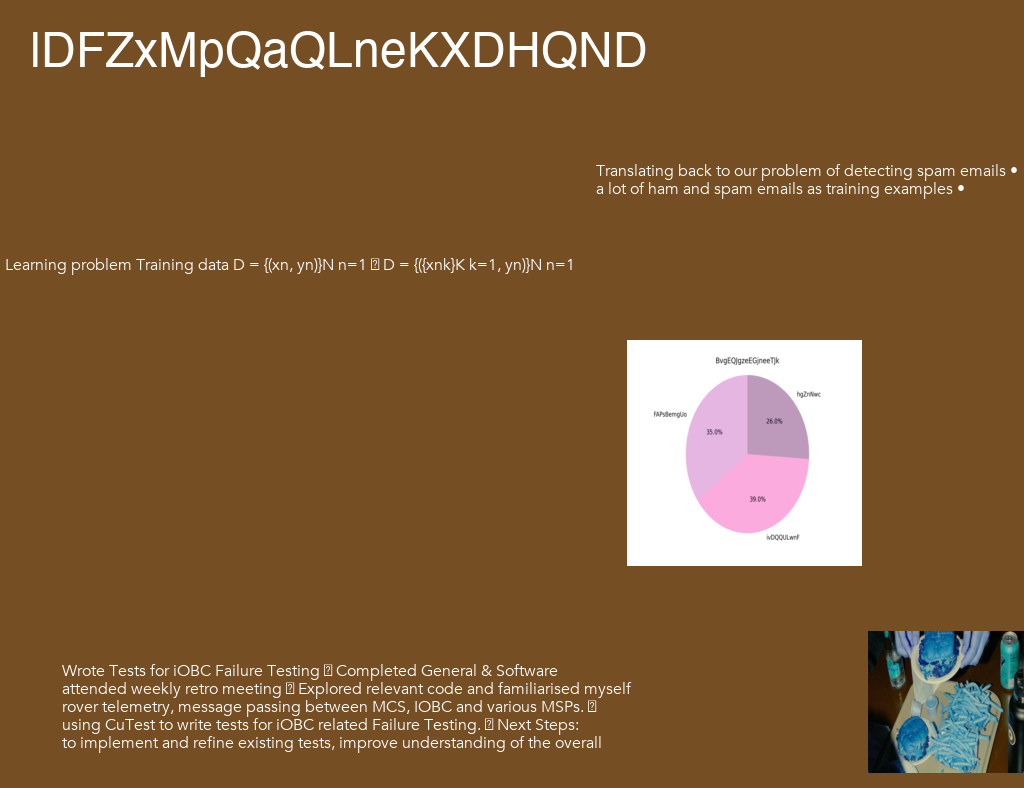 lDFZxMpQaQLneKXDHQND
Translating back to our problem of detecting spam emails •
a lot of ham and spam emails as training examples •
Learning problem Training data D = {(xn, yn)}N n=1 ⍰ D = {({xnk}K k=1, yn)}N n=1
BvgEQJgzeEGjneeTJk
hgZnNwc
fAPsBemgUo
26.0%
35.0%
39.0%
ivDQQULwnF
Wrote Tests for iOBC Failure Testing ⍰ Completed General & Software
attended weekly retro meeting ⍰ Explored relevant code and familiarised myself
rover telemetry, message passing between MCS, IOBC and various MSPs. ⍰
using CuTest to write tests for iOBC related Failure Testing. ⍰ Next Steps:
to implement and refine existing tests, improve understanding of the overall